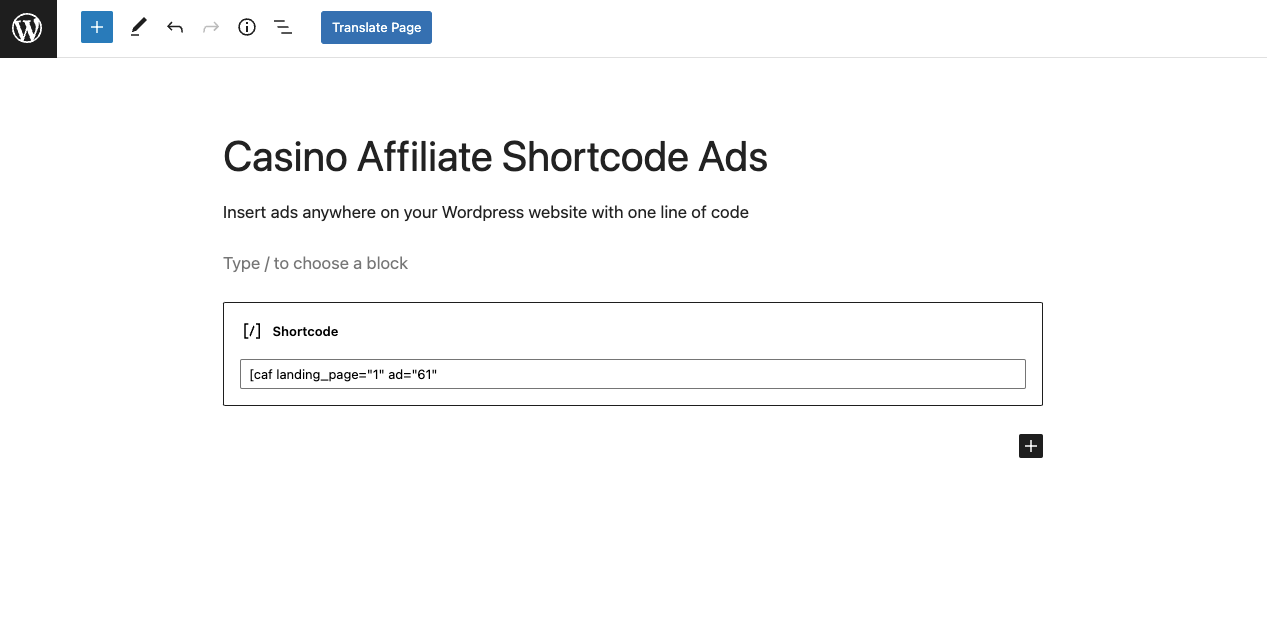 Translate Page
Casino Affiliate Shortcode Ads
Insert ads anywhere on your Wordpress website with one line of code
Type / to choose a block
[/] Shortcode
[caf landing_page="1" ad="61"